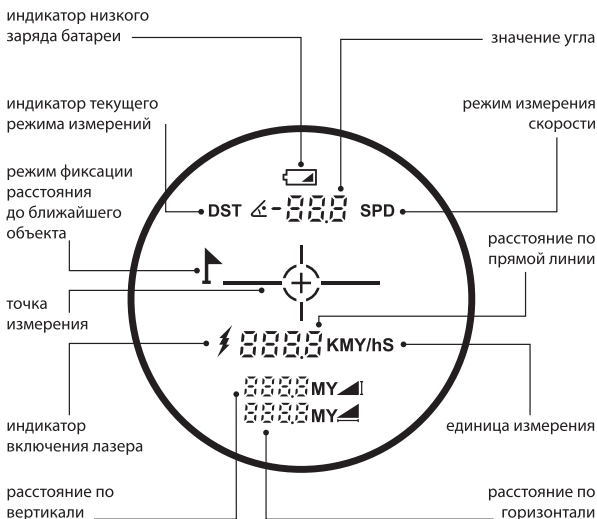 индикатор низкого
заряда батареи
значение угла
индикатор текущего
режима измерений
режим измерения
скорости
режим фиксации
расстояния
до ближайшего
объекта
DST -88.8 SPD
расстояние по
прямой линии
точка
измерения
888.8 KMY/hS
888.8 MY
888.8 MY
индикатор
включения лазера
единица измерения
расстояние по
вертикали
расстояние по
горизонтали